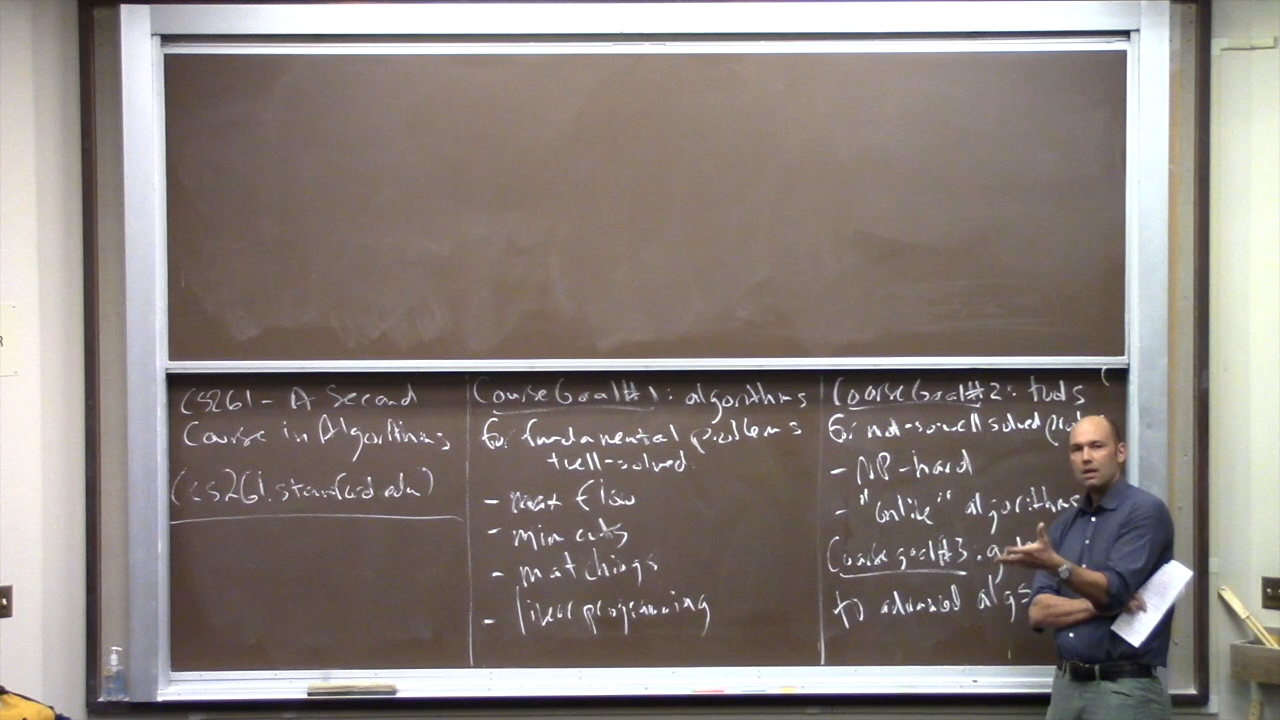 CS261 - A Second
Course in Algorithms
(cs261.stanford.edu)
Course Goal #1: algorithms
for fundamental problems
+well-solved
- max flow
- min cuts
- matchings
- linear programming
Course Goal #2: tools
for not-so-well solved
- NP-hard
- "online" algorithms
Course goal #3:
to advanced algs
R